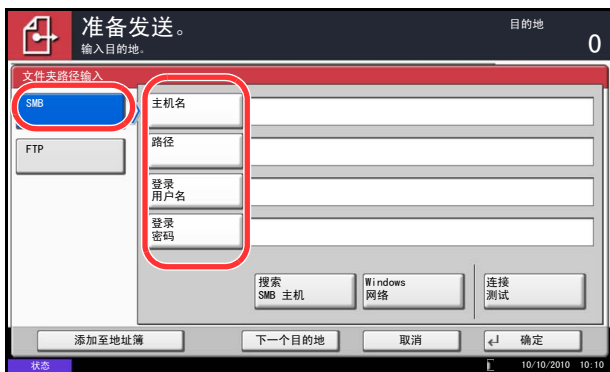 准备发送。
目的地
输入目的地.
0
文件夹路径输入
SMB
主机名
FTP
路径
登录
用户名
登录
密码
搜索
SMB 主机
Windows
网络
连接
测试
添加至地址簿
下一个目的地
取消
确定
状态
10/10/2010 10:10